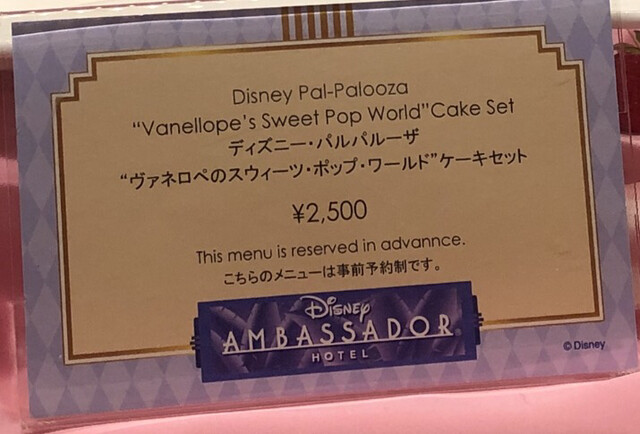 Disney Pal-Palooza
“Vanellope's Sweet Pop World”Cake Set
ディズニー・パルパルーザ
“ヴァネロペのスウィーツ・ポップ・ワールド”ケーキセット
¥2,500
This menu is reserved in advannce.
こちらのメニューは事前予約制です。
Disney
AMBASSADOR®
HOTEL
© Disney